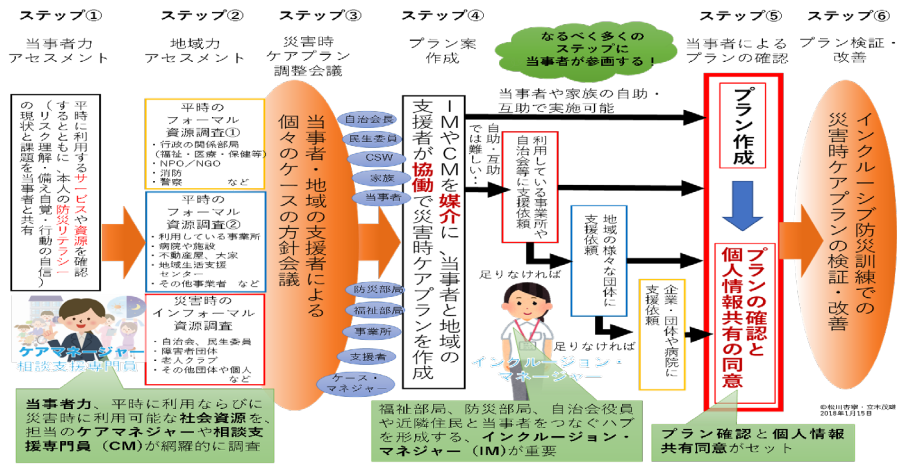 ステップ①
当事者力
アセスメント
平時に利用するサービスや資源を確認
するとともに、本人の防災リテラシー
（リスク理解・備え自覚・行動の自信）
の現状と課題を当事者と共有
ケアマネージャー
相談支援専門員
ステップ②
地域力
アセスメント
平時の
フォーマル
資源調査①
・行政の関係部局
(福祉・医療・保健等)
・NPO／NGO
・消防
・警察 など
平時の
フォーマル
資源調査②
・利用している事業所
・病院や施設
・不動産屋、大家
・地域生活支援
センター
・その他事業者 など
災害時の
インフォーマル
資源調査
・自治会、民生委員
・障害者団体
・老人クラブ
・その他団体や個人
など
ステップ③
災害時
ケアプラン
調整会議
当事者・地域の支援者による
個々のケースの方針会議
自治会長
民生委員
CSW
家族
当事者
防災部局
福祉部局
事業所
支援者
ケース・
マネジャー
ステップ④
プラン案
作成
IMやCMを媒介に、当事者と地域の
支援者が協働で災害時ケアプランを作成
なるべく多くの
ステップに
当事者が参画する！
当事者や家族の自助・
互助で実施可能
自助・互助
では難しい…
利用している事業所や
自治会等に支援依頼
足りなければ
地域の様々な団体に
支援依頼
足りなければ
企業・団体や病院に
支援依頼
インクルージョン・
マネージャー
ステップ⑤
当事者による
プランの確認
プラン作成
プランの確認と
個人情報共有の同意
ステップ⑥
プラン検証・
改善
インクルーシブ防災訓練での
災害時ケアプランの検証・改善
©松川杏寧・立木茂雄
2018年1月15日
当事者力、平時に利用ならびに
災害時に利用可能な社会資源を、
担当のケアマネジャーや相談支
援専門員（CM）が網羅的に調査
福祉部局、防災部局、自治会役員
や近隣住民と当事者をつなぐハブ
を形成する、インクルージョン・
マネジャー（IM)が重要
プラン確認と個人情報
共有同意がセット